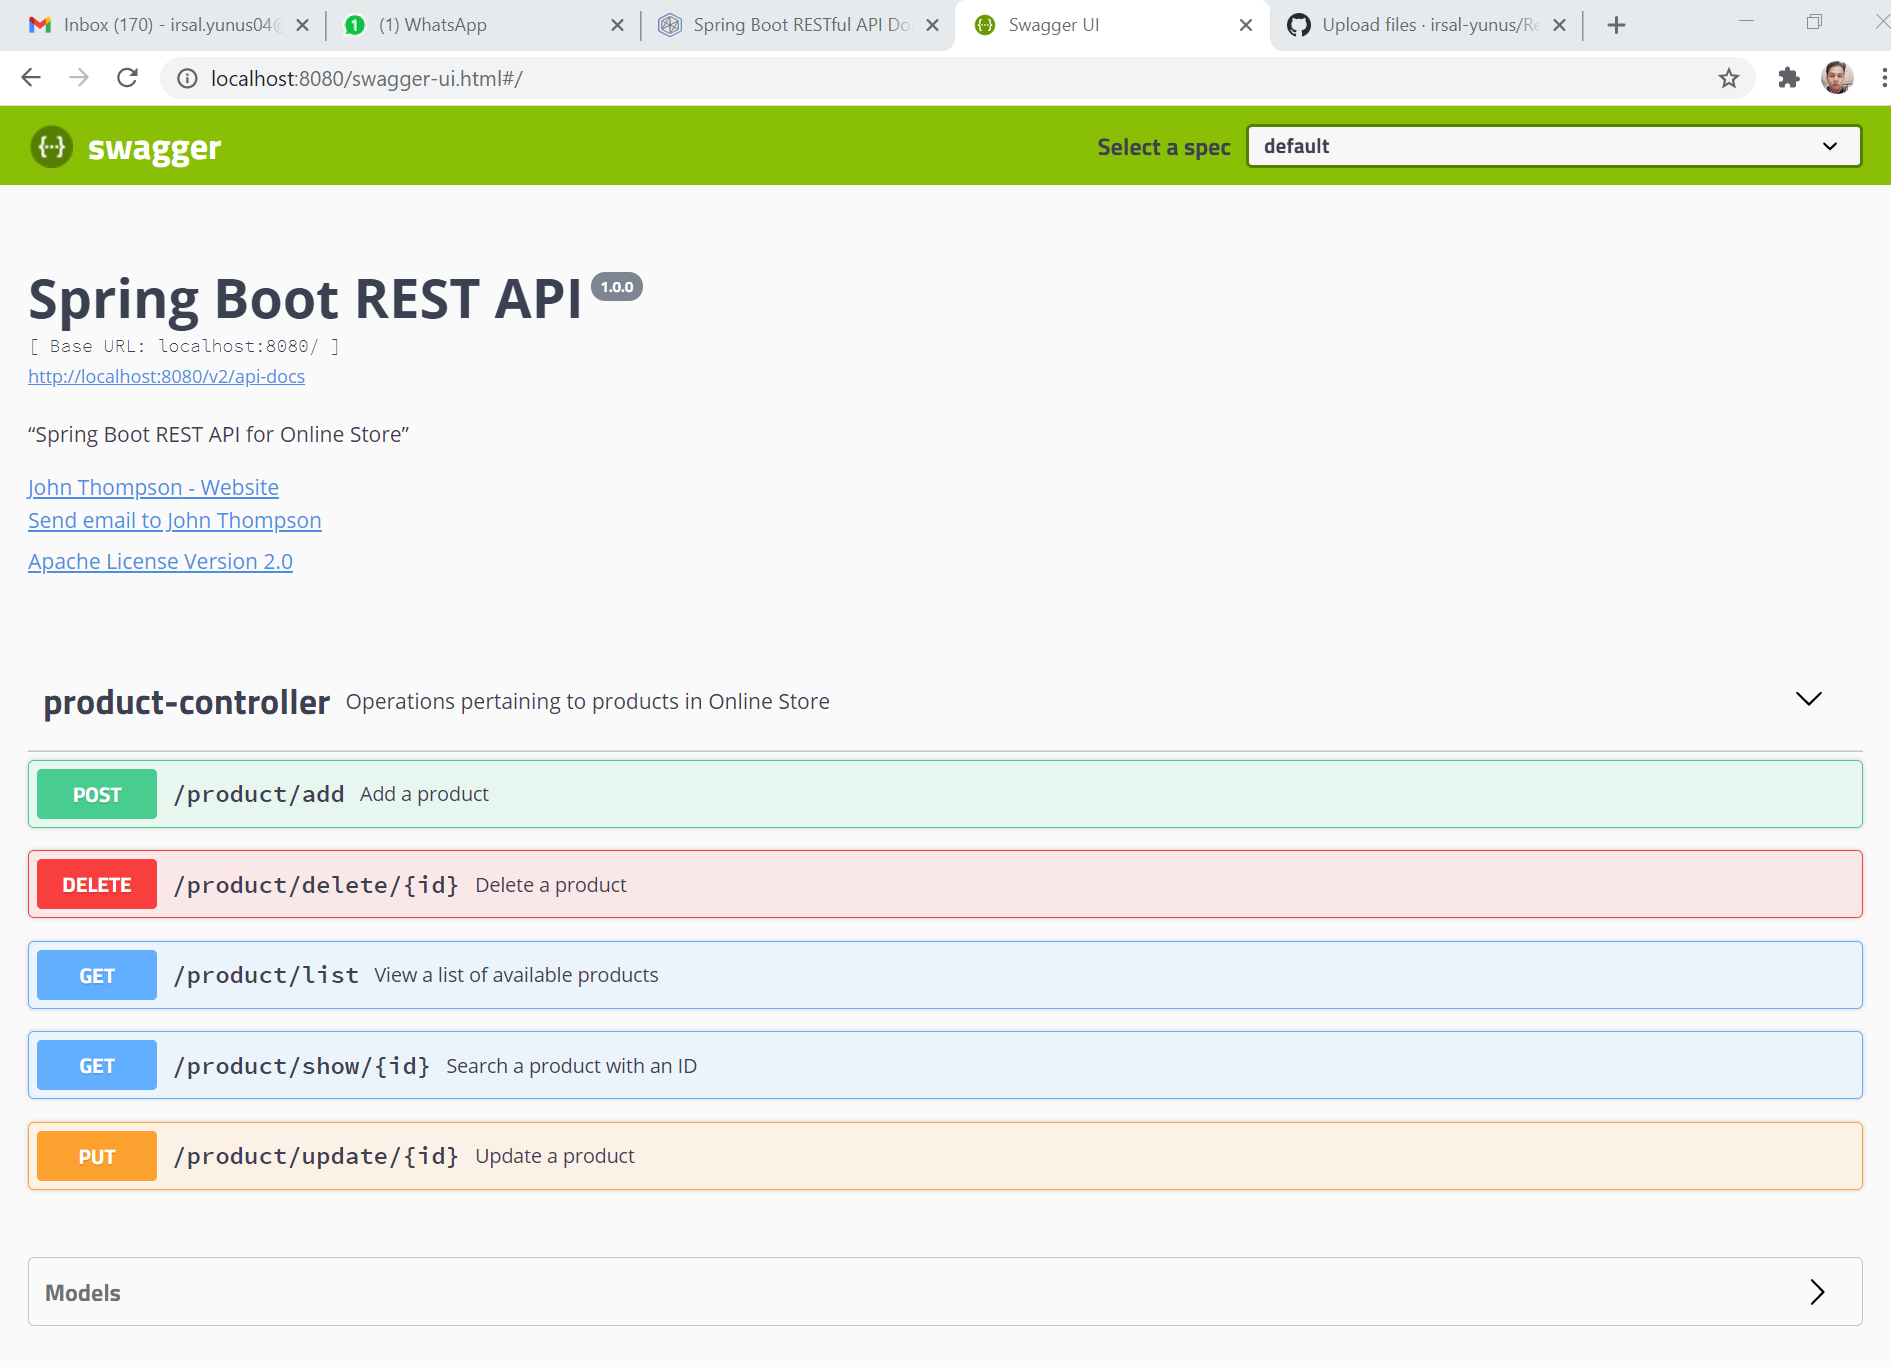 Inbox (170) - irsal.yunus04@
(1) WhatsApp
Spring Boot RESTful API Do
Swagger UI
Upload files · irsal-yunus/Re
localhost:8080/swagger-ui.html#/
{...} swagger
Select a spec
default
Spring Boot REST API 1.0.0
[ Base URL: localhost:8080/ ]
http://localhost:8080/v2/api-docs
“Spring Boot REST API for Online Store”
John Thompson - Website
Send email to John Thompson
Apache License Version 2.0
product-controller Operations pertaining to products in Online Store
POST /product/add Add a product
DELETE /product/delete/{id} Delete a product
GET /product/list View a list of available products
GET /product/show/{id} Search a product with an ID
PUT /product/update/{id} Update a product
Models